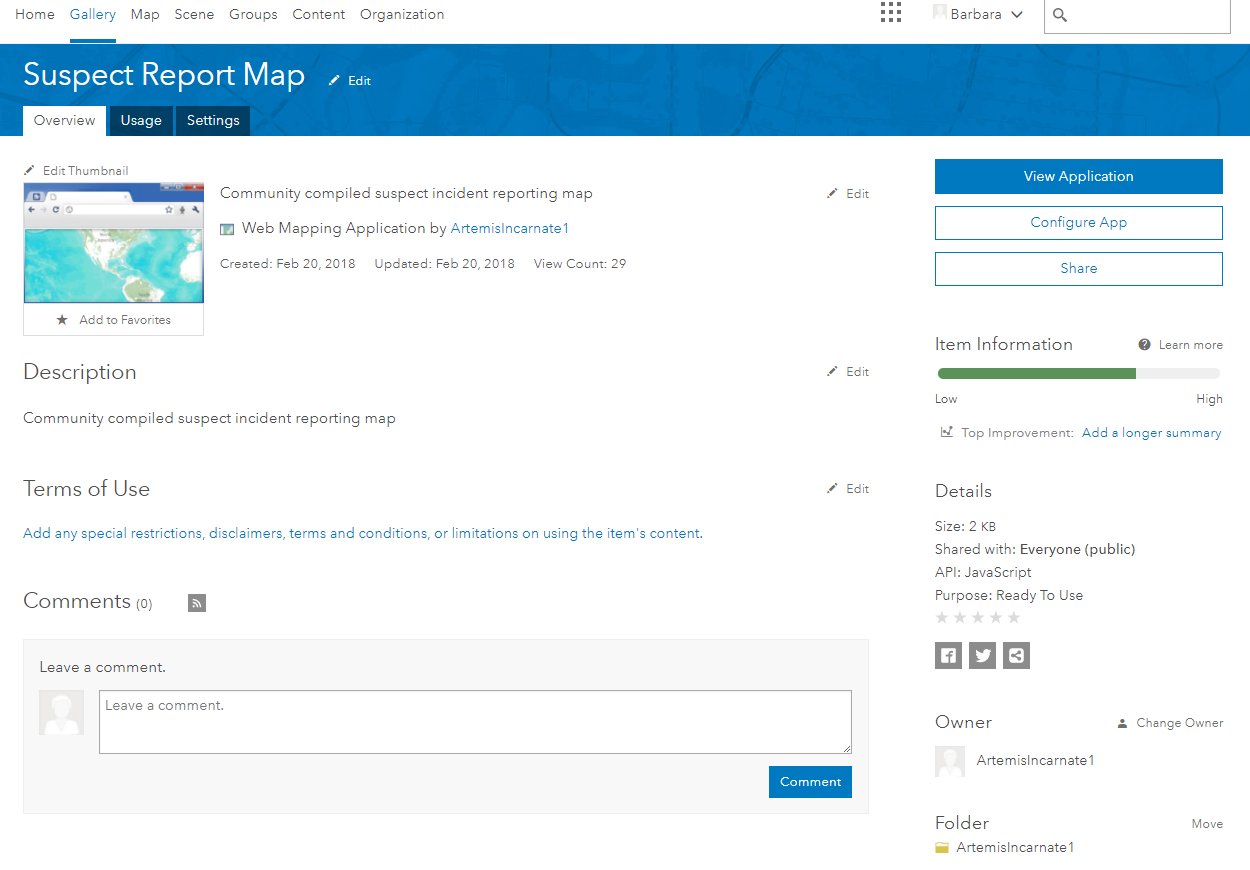 Home Gallery Map Scene Groups Content Organization Barbara
Suspect Report Map Edit
Overview Usage Settings
Edit Thumbnail
Community compiled suspect incident reporting map Edit
Web Mapping Application by ArtemisIncarnate1
Created: Feb 20, 2018 Updated: Feb 20, 2018 View Count: 29
Add to Favorites
Description Edit
Community compiled suspect incident reporting map
Terms of Use Edit
Add any special restrictions, disclaimers, terms and conditions, or limitations on using the item's content.
Comments (0)
Leave a comment.
Leave a comment.
Comment
View Application
Configure App
Share
Item Information Learn more
Low High
Top Improvement: Add a longer summary
Details
Size: 2 KB
Shared with: Everyone (public)
API: JavaScript
Purpose: Ready To Use
Owner Change Owner
ArtemisIncarnate1
Folder Move
ArtemisIncarnate1